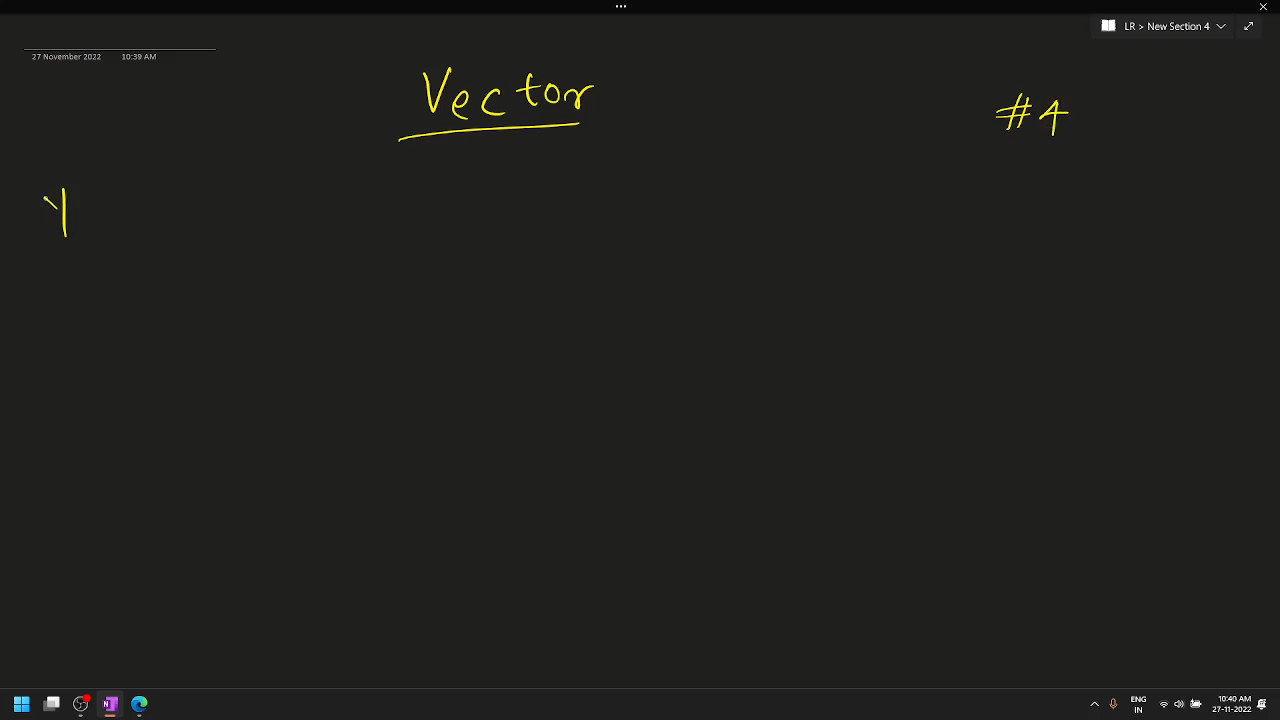 LR > New Section 4
27 November 2022 10:39 AM
Vector
#4
ENG
IN
10:40 AM
27-11-2022